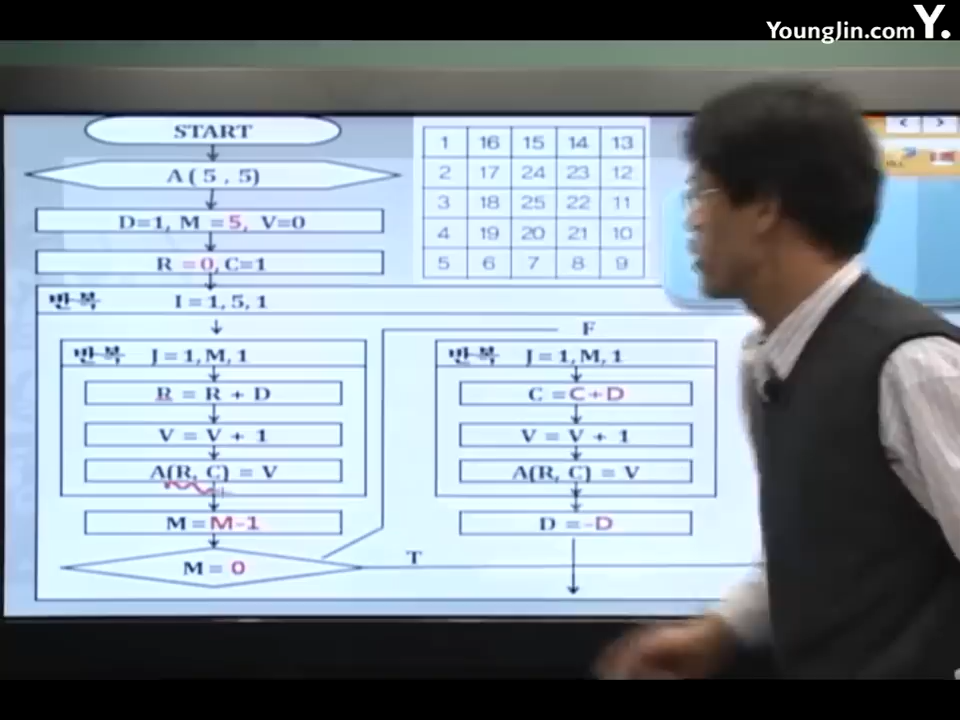 YoungJin.com Y.
START
A ( 5 , 5)
D=1, M = 5, V=0
R = 0, C=1
반복 I = 1, 5, 1
반복 J = 1, M, 1
R = R + D
V = V + 1
A(R, C) = V
M = M-1
M = 0
T
F
반복 J = 1, M, 1
C = C+D
V = V + 1
A(R, C) = V
D = -D
1 16 15 14 13
2 17 24 23 12
3 18 25 22 11
4 19 20 21 10
5 6 7 8 9
< >